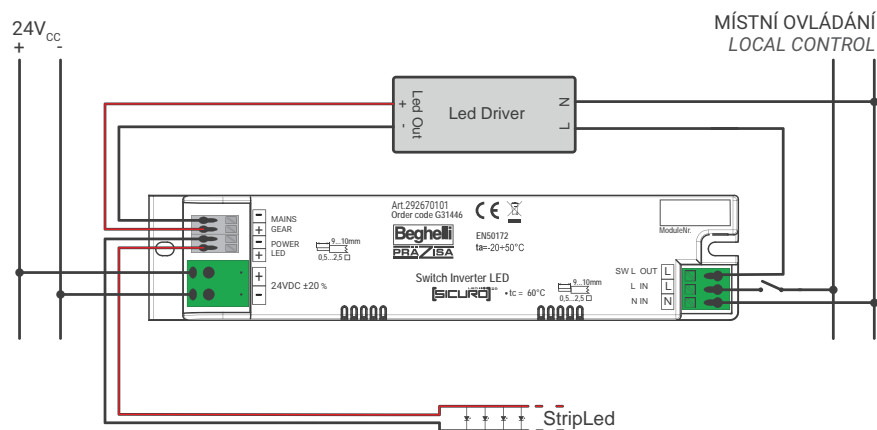 24Vcc
+ -
MÍSTNÍ OVLÁDÁNÍ
LOCAL CONTROL
+ Led Out -
Led Driver
N
L
- MAINS
+ GEAR
- POWER
+ LED
9...10mm
0,5...2,5
+
24VDC ±20 %
-
Art.292670101
Order code G31446
CE
Beghelli
PRÄZISA
EN50172
ta=-20÷50°C
Switch Inverter LED
SICURO
• tc = 60°C
9...10mm
0,5...2,5
ModuleNr.
SW L OUT L
L IN L
N IN N
StripLed